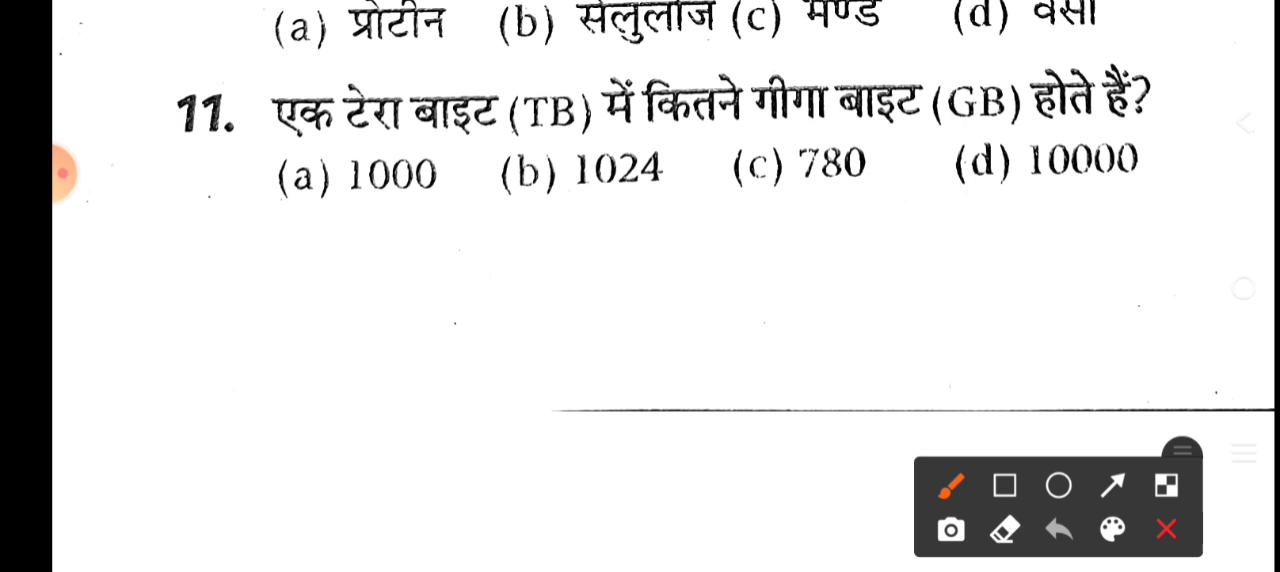 (a) प्रोटीन (b) सेलुलोज (c) मण्ड (d) वसा
11. एक टेरा बाइट (TB) में कितने गीगा बाइट (GB) होते हैं?
(a) 1000 (b) 1024 (c) 780 (d) 10000